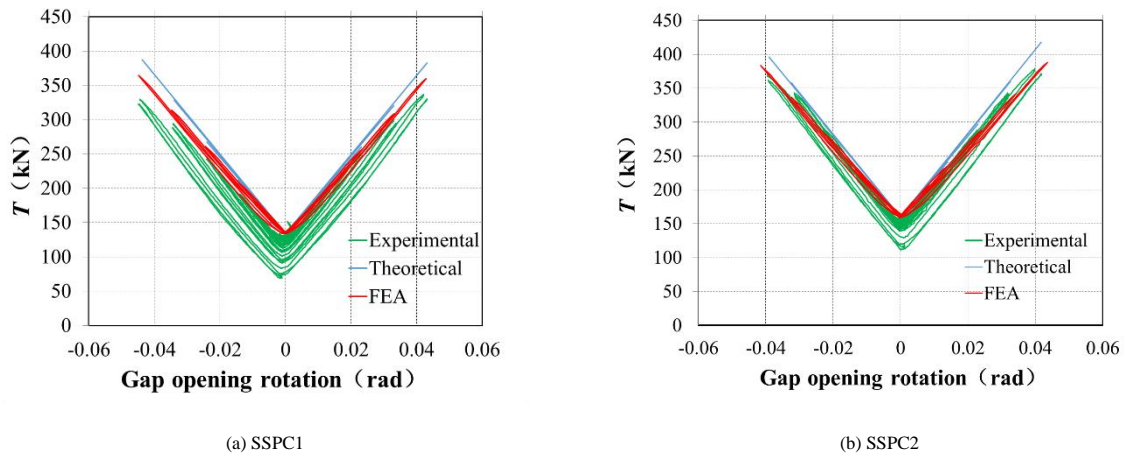 450
400
350
300
250
200
150
100
50
0
T（kN）
-0.06 -0.04 -0.02 0 0.02 0.04 0.06
Gap opening rotation（rad）
Experimental
Theoretical
FEA
(a) SSPC1
450
400
350
300
250
200
150
100
50
0
T（kN）
-0.06 -0.04 -0.02 0 0.02 0.04 0.06
Gap opening rotation（rad）
Experimental
Theoretical
FEA
(b) SSPC2